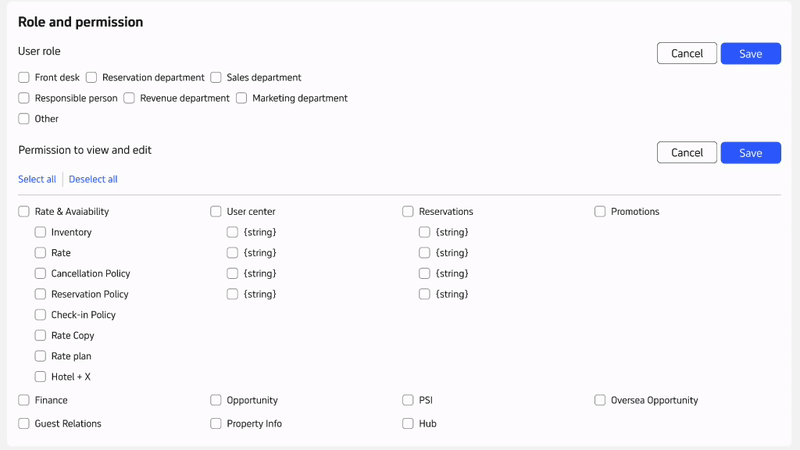 Role and permission
User role
Cancel Save
Front desk Reservation department Sales department
Responsible person Revenue department Marketing department
Other
Permission to view and edit
Cancel Save
Select all Deselect all
Rate & Avaiability User center Reservations Promotions
Inventory {string} {string}
Rate {string} {string}
Cancellation Policy {string} {string}
Reservation Policy {string} {string}
Check-in Policy
Rate Copy
Rate plan
Hotel + X
Finance Opportunity PSI Oversea Opportunity
Guest Relations Property Info Hub